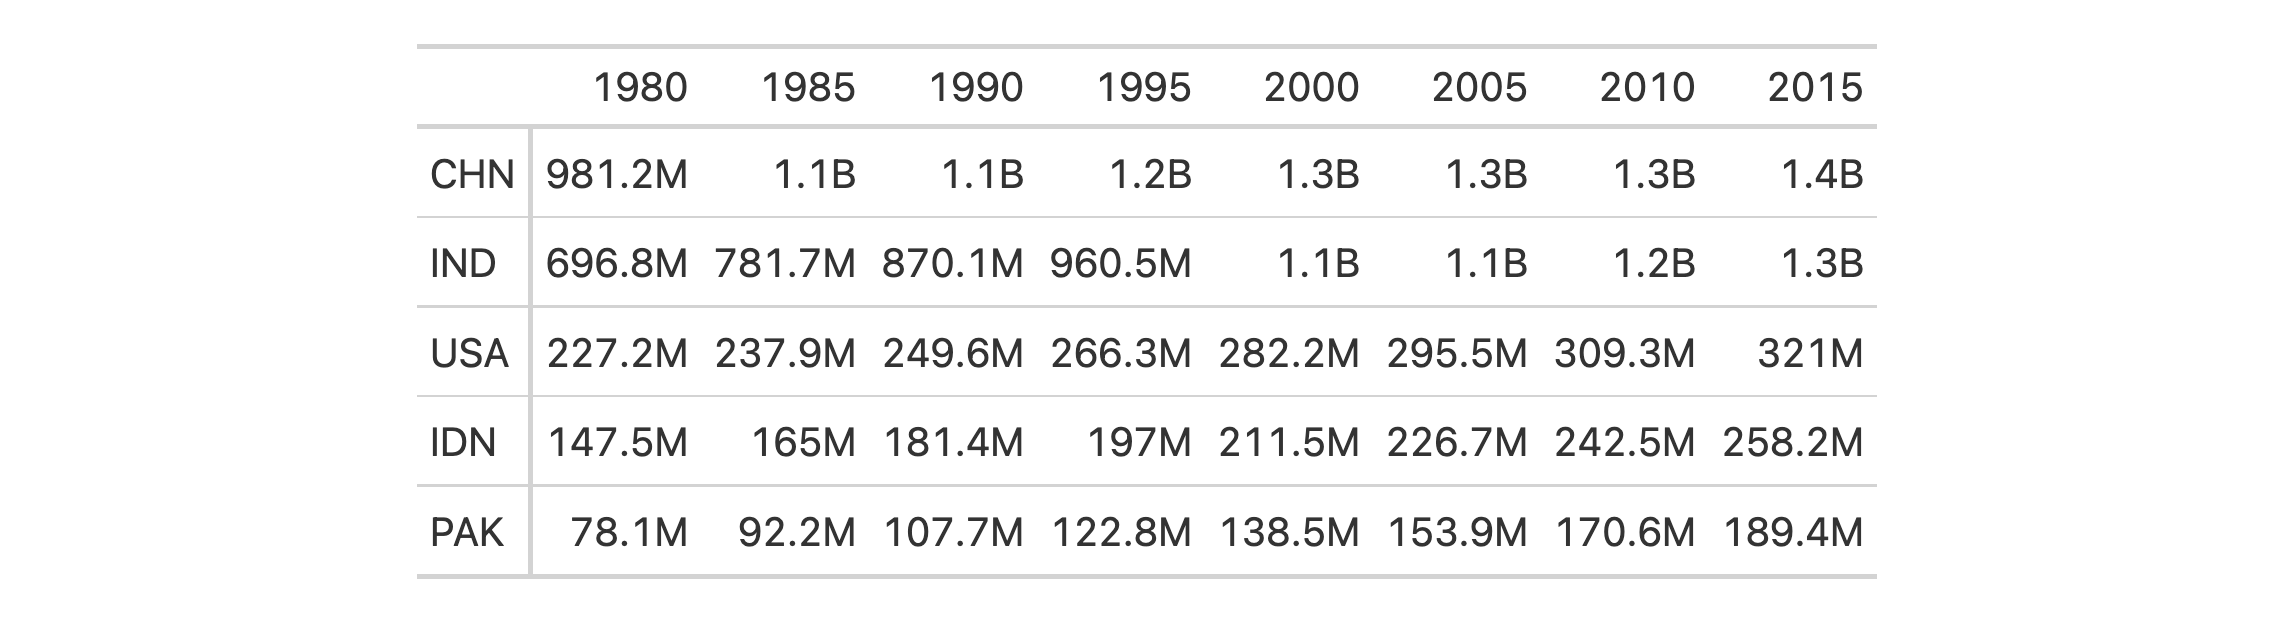 1980 1985 1990 1995 2000 2005 2010 2015
CHN 981.2M 1.1B 1.1B 1.2B 1.3B 1.3B 1.3B 1.4B
IND 696.8M 781.7M 870.1M 960.5M 1.1B 1.1B 1.2B 1.3B
USA 227.2M 237.9M 249.6M 266.3M 282.2M 295.5M 309.3M 321M
IDN 147.5M 165M 181.4M 197M 211.5M 226.7M 242.5M 258.2M
PAK 78.1M 92.2M 107.7M 122.8M 138.5M 153.9M 170.6M 189.4M